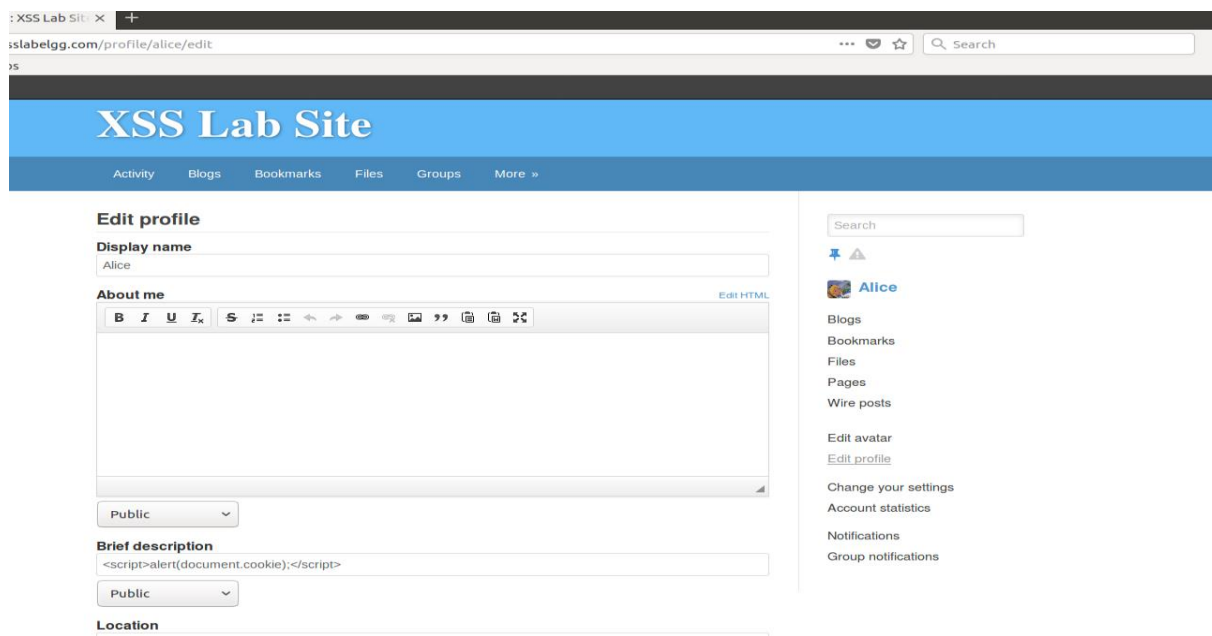 : XSS Lab Sit
sslabelgg.com/profile/alice/edit
Search
os
XSS Lab Site
Activity Blogs Bookmarks Files Groups More »
Edit profile
Display name
Alice
About me
Edit HTML
B I U Tx S
Public
Brief description
<script>alert(document.cookie);</script>
Public
Location
Search
Alice
Blogs
Bookmarks
Files
Pages
Wire posts
Edit avatar
Edit profile
Change your settings
Account statistics
Notifications
Group notifications